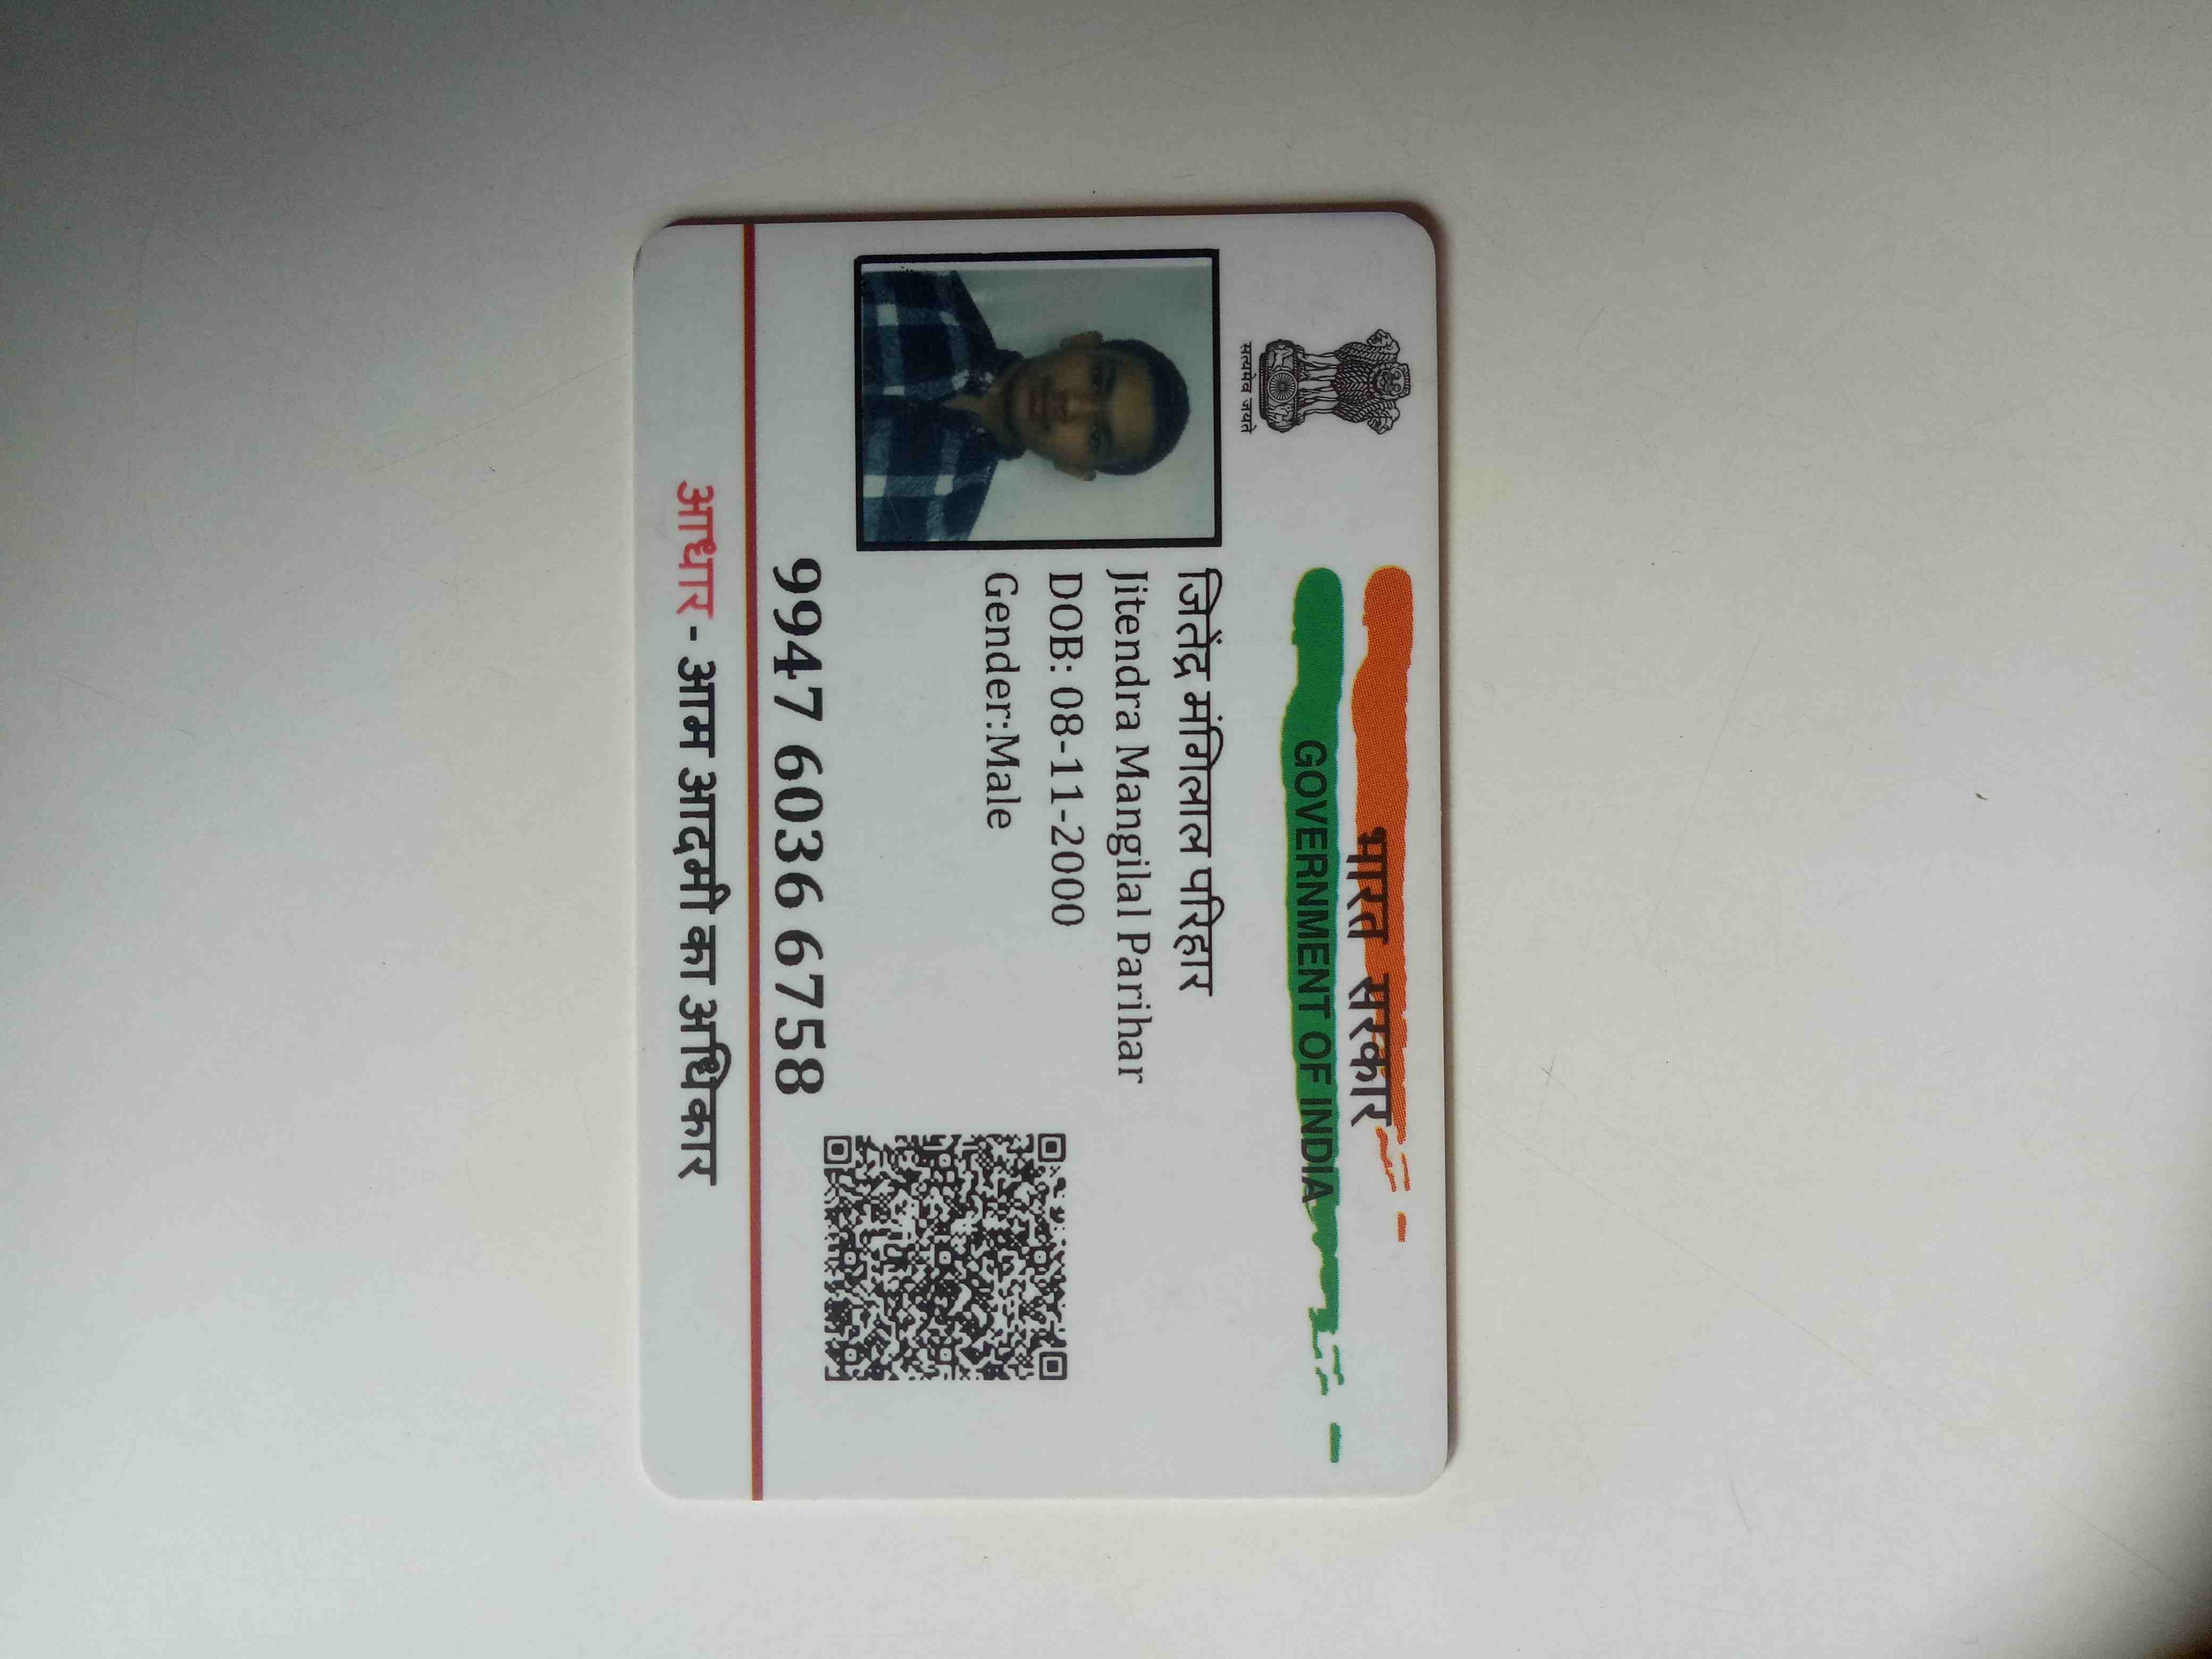 भारत सरकार
GOVERNMENT OF INDIA
सत्यमेव जयते
जितेंद्र मंगिलाल परिहार
Jitendra Mangilal Parihar
DOB: 08-11-2000
Gender:Male
9947 6036 6758
आधार - आम आदमी का अधिकार